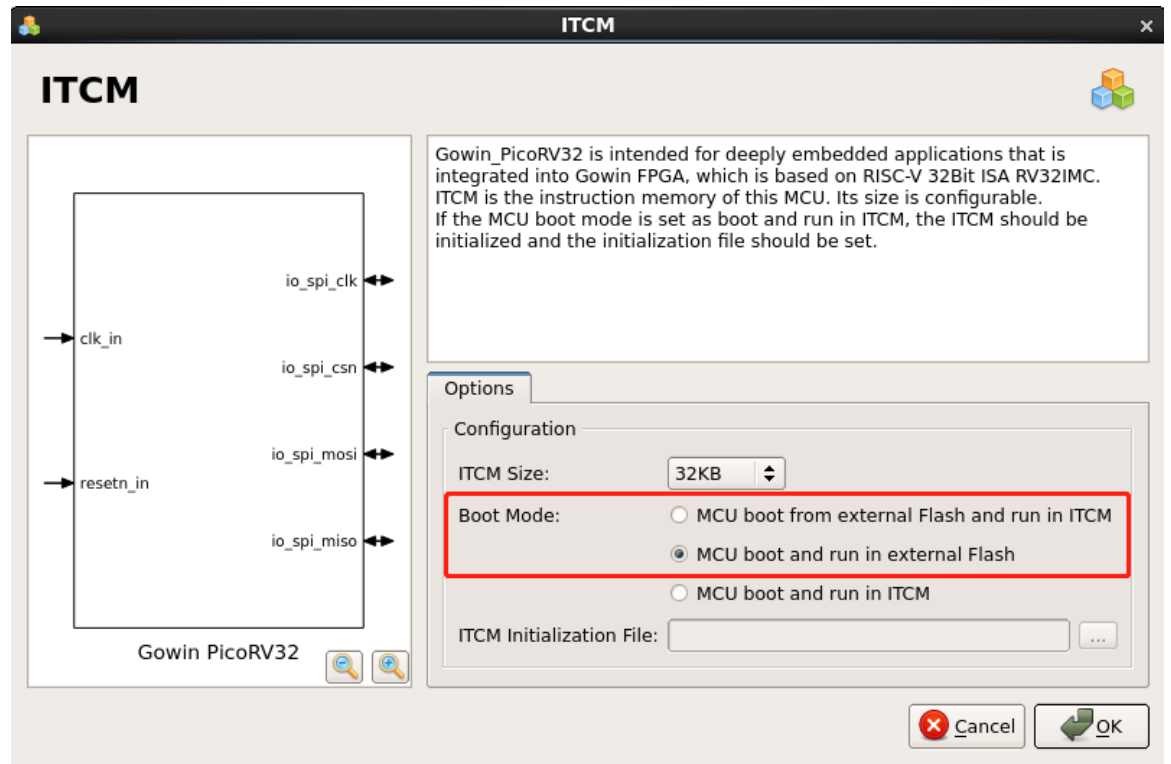 ITCM
ITCM
io_spi_clk
clk_in
io_spi_csn
io_spi_mosi
resetn_in
io_spi_miso
Gowin PicoRV32
Gowin_PicoRV32 is intended for deeply embedded applications that is
integrated into Gowin FPGA, which is based on RISC-V 32Bit ISA RV32IMC.
ITCM is the instruction memory of this MCU. Its size is configurable.
If the MCU boot mode is set as boot and run in ITCM, the ITCM should be
initialized and the initialization file should be set.
Options
Configuration
ITCM Size: 32KB
Boot Mode: MCU boot from external Flash and run in ITCM
MCU boot and run in external Flash
MCU boot and run in ITCM
ITCM Initialization File: ...
Cancel OK